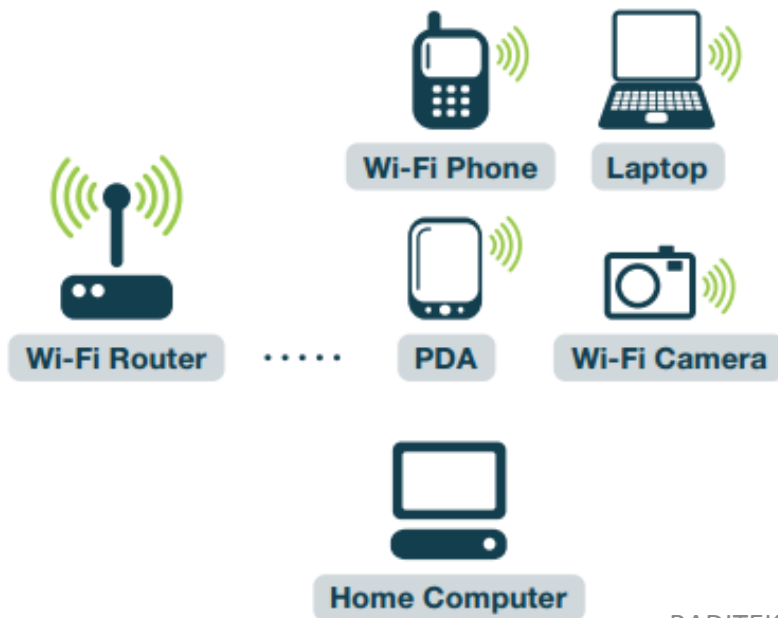 Wi-Fi Phone
Laptop
Wi-Fi Router
PDA
Wi-Fi Camera
Home Computer